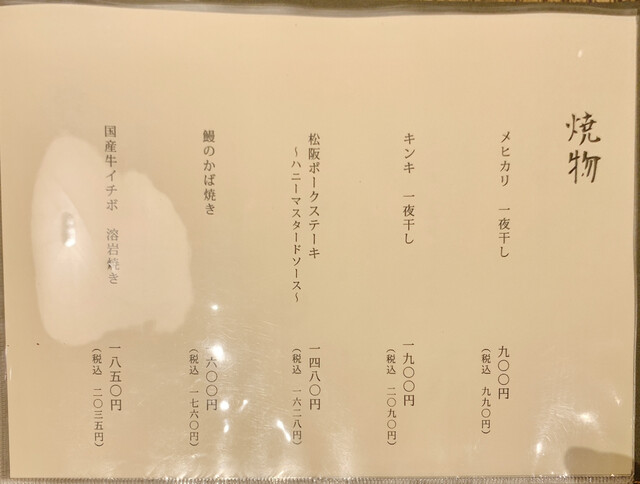 焼物
メヒカリ 一夜干し
九〇〇円
(税込 九九〇円)
キンキ 一夜干し
一九〇〇円
(税込 二〇九〇円)
松阪ポークステーキ
~ハニーマスタードソース~
一四八〇円
(税込 一六二八円)
鰻のかば焼き
六〇〇円
(税込 一七六〇円)
国産牛イチボ 溶岩焼き
一八五〇円
(税込 二〇三五円)